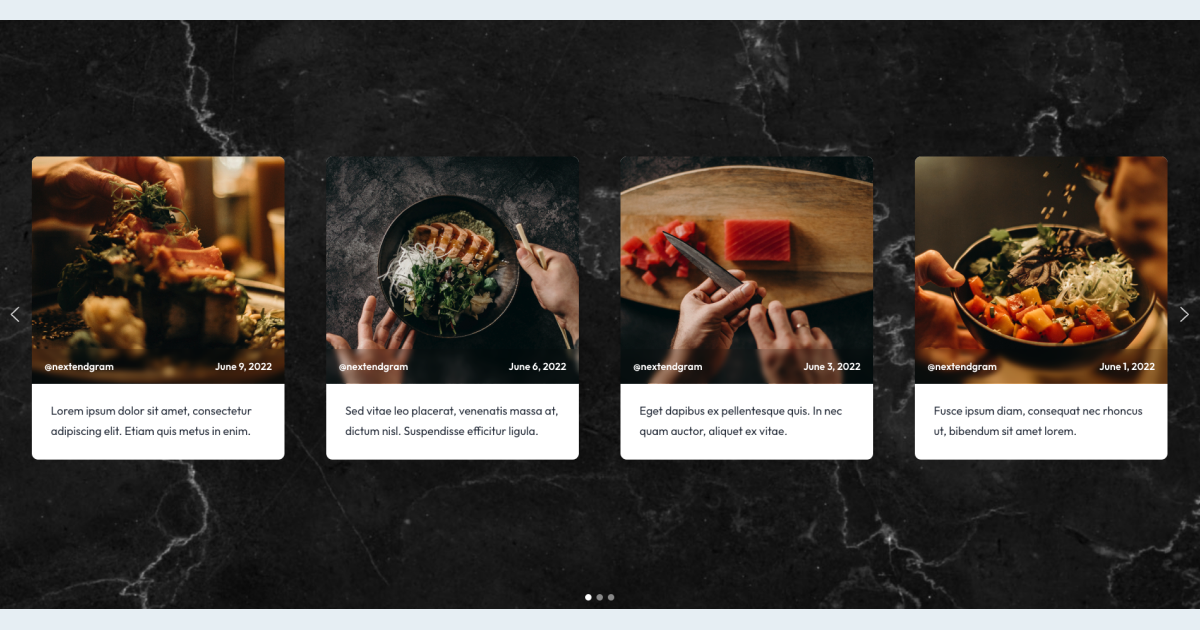 @nextendgram June 9, 2022
Lorem ipsum dolor sit amet, consectetur
adipiscing elit. Etiam quis metus in enim.
@nextendgram June 6, 2022
Sed vitae leo placerat, venenatis massa at,
dictum nisl. Suspendisse efficitur ligula.
@nextendgram June 3, 2022
Eget dapibus ex pellentesque quis. In nec
quam auctor, aliquet ex vitae.
@nextendgram June 1, 2022
Fusce ipsum diam, consequat nec rhoncus
ut, bibendum sit amet lorem.